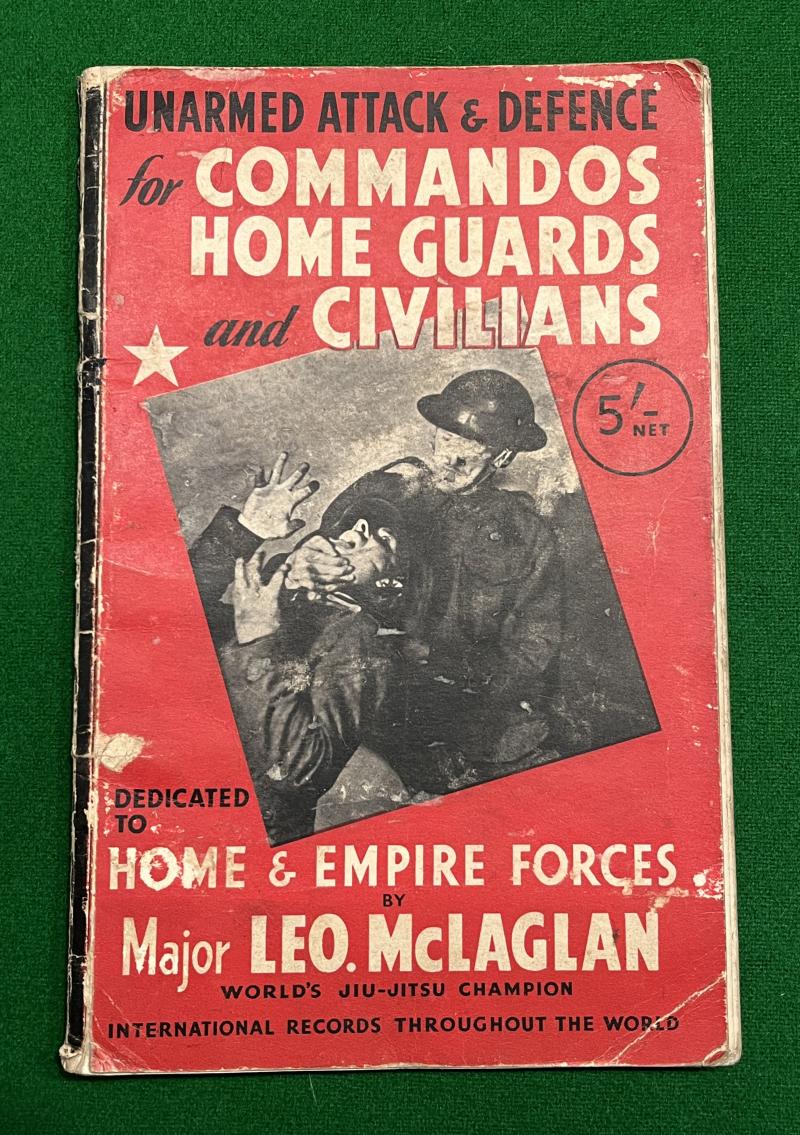 UNARMED ATTACK & DEFENCE
for COMMANDOS
HOME GUARDS
and CIVILIANS
5/-
NET
DEDICATED
TO
HOME & EMPIRE FORCES
BY
Major LEO. McLAGLAN
WORLD'S JIU-JITSU CHAMPION
INTERNATIONAL RECORDS THROUGHOUT THE WORLD